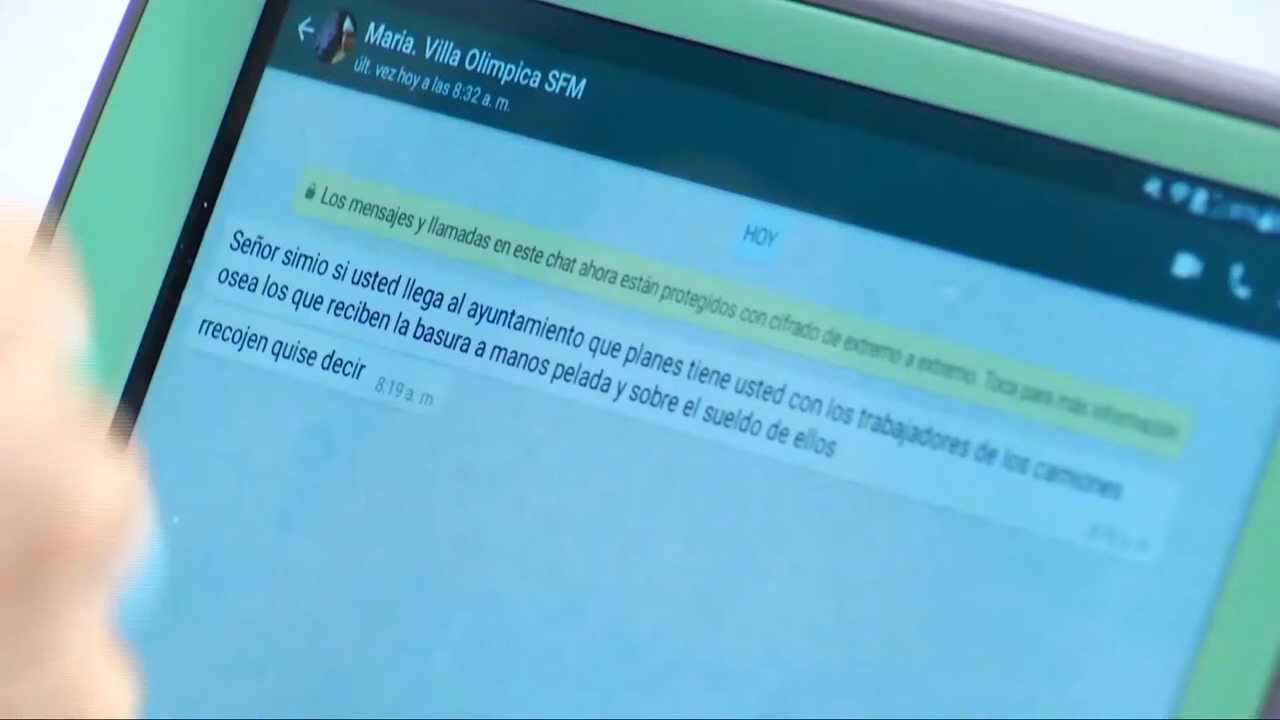 Maria. Villa Olimpica SFM
últ. vez hoy a las 8:32 a. m.
HOY
Los mensajes y llamadas en este chat ahora están protegidos con cifrado de extremo a extremo. Toca para más información.
Señor simio si usted llega al ayuntamiento que planes tiene usted con los trabajadores de los camiones
osea los que reciben la basura a manos pelada y sobre el sueldo de ellos
rrecojen quise decir 8:19 a. m.